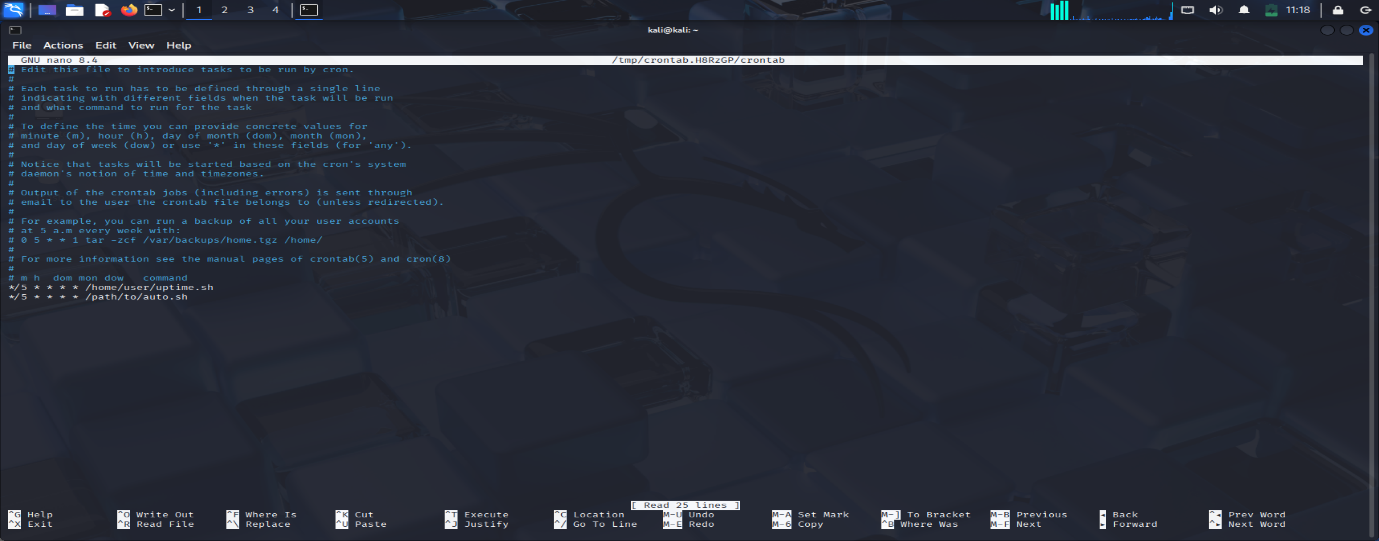 1 2 3 4 11:18
kali@kali: ~
File Actions Edit View Help
GNU nano 8.4 /tmp/crontab.H8RzGP/crontab
# Edit this file to introduce tasks to be run by cron.
#
# Each task to run has to be defined through a single line
# indicating with different fields when the task will be run
# and what command to run for the task
#
# To define the time you can provide concrete values for
# minute (m), hour (h), day of month (dom), month (mon),
# and day of week (dow) or use '*' in these fields (for 'any').
#
# Notice that tasks will be started based on the cron's system
# daemon's notion of time and timezones.
#
# Output of the crontab jobs (including errors) is sent through
# email to the user the crontab file belongs to (unless redirected).
#
# For example, you can run a backup of all your user accounts
# at 5 a.m every week with:
# 0 5 * * 1 tar -zcf /var/backups/home.tgz /home/
#
# For more information see the manual pages of crontab(5) and cron(8)
#
# m h  dom mon dow   command
*/5 * * * * /home/user/uptime.sh
*/5 * * * * /path/to/auto.sh
[ Read 25 lines ]
^G Help ^O Write Out ^F Where Is ^K Cut ^T Execute ^C Location M-U Undo M-A Set Mark M-] To Bracket M-B Previous ◂ Back ^◂ Prev Word
^X Exit ^R Read File ^\ Replace ^U Paste ^J Justify ^/ Go To Line M-E Redo M-6 Copy ^B Where Was M-F Next ▸ Forward ^▸ Next Word